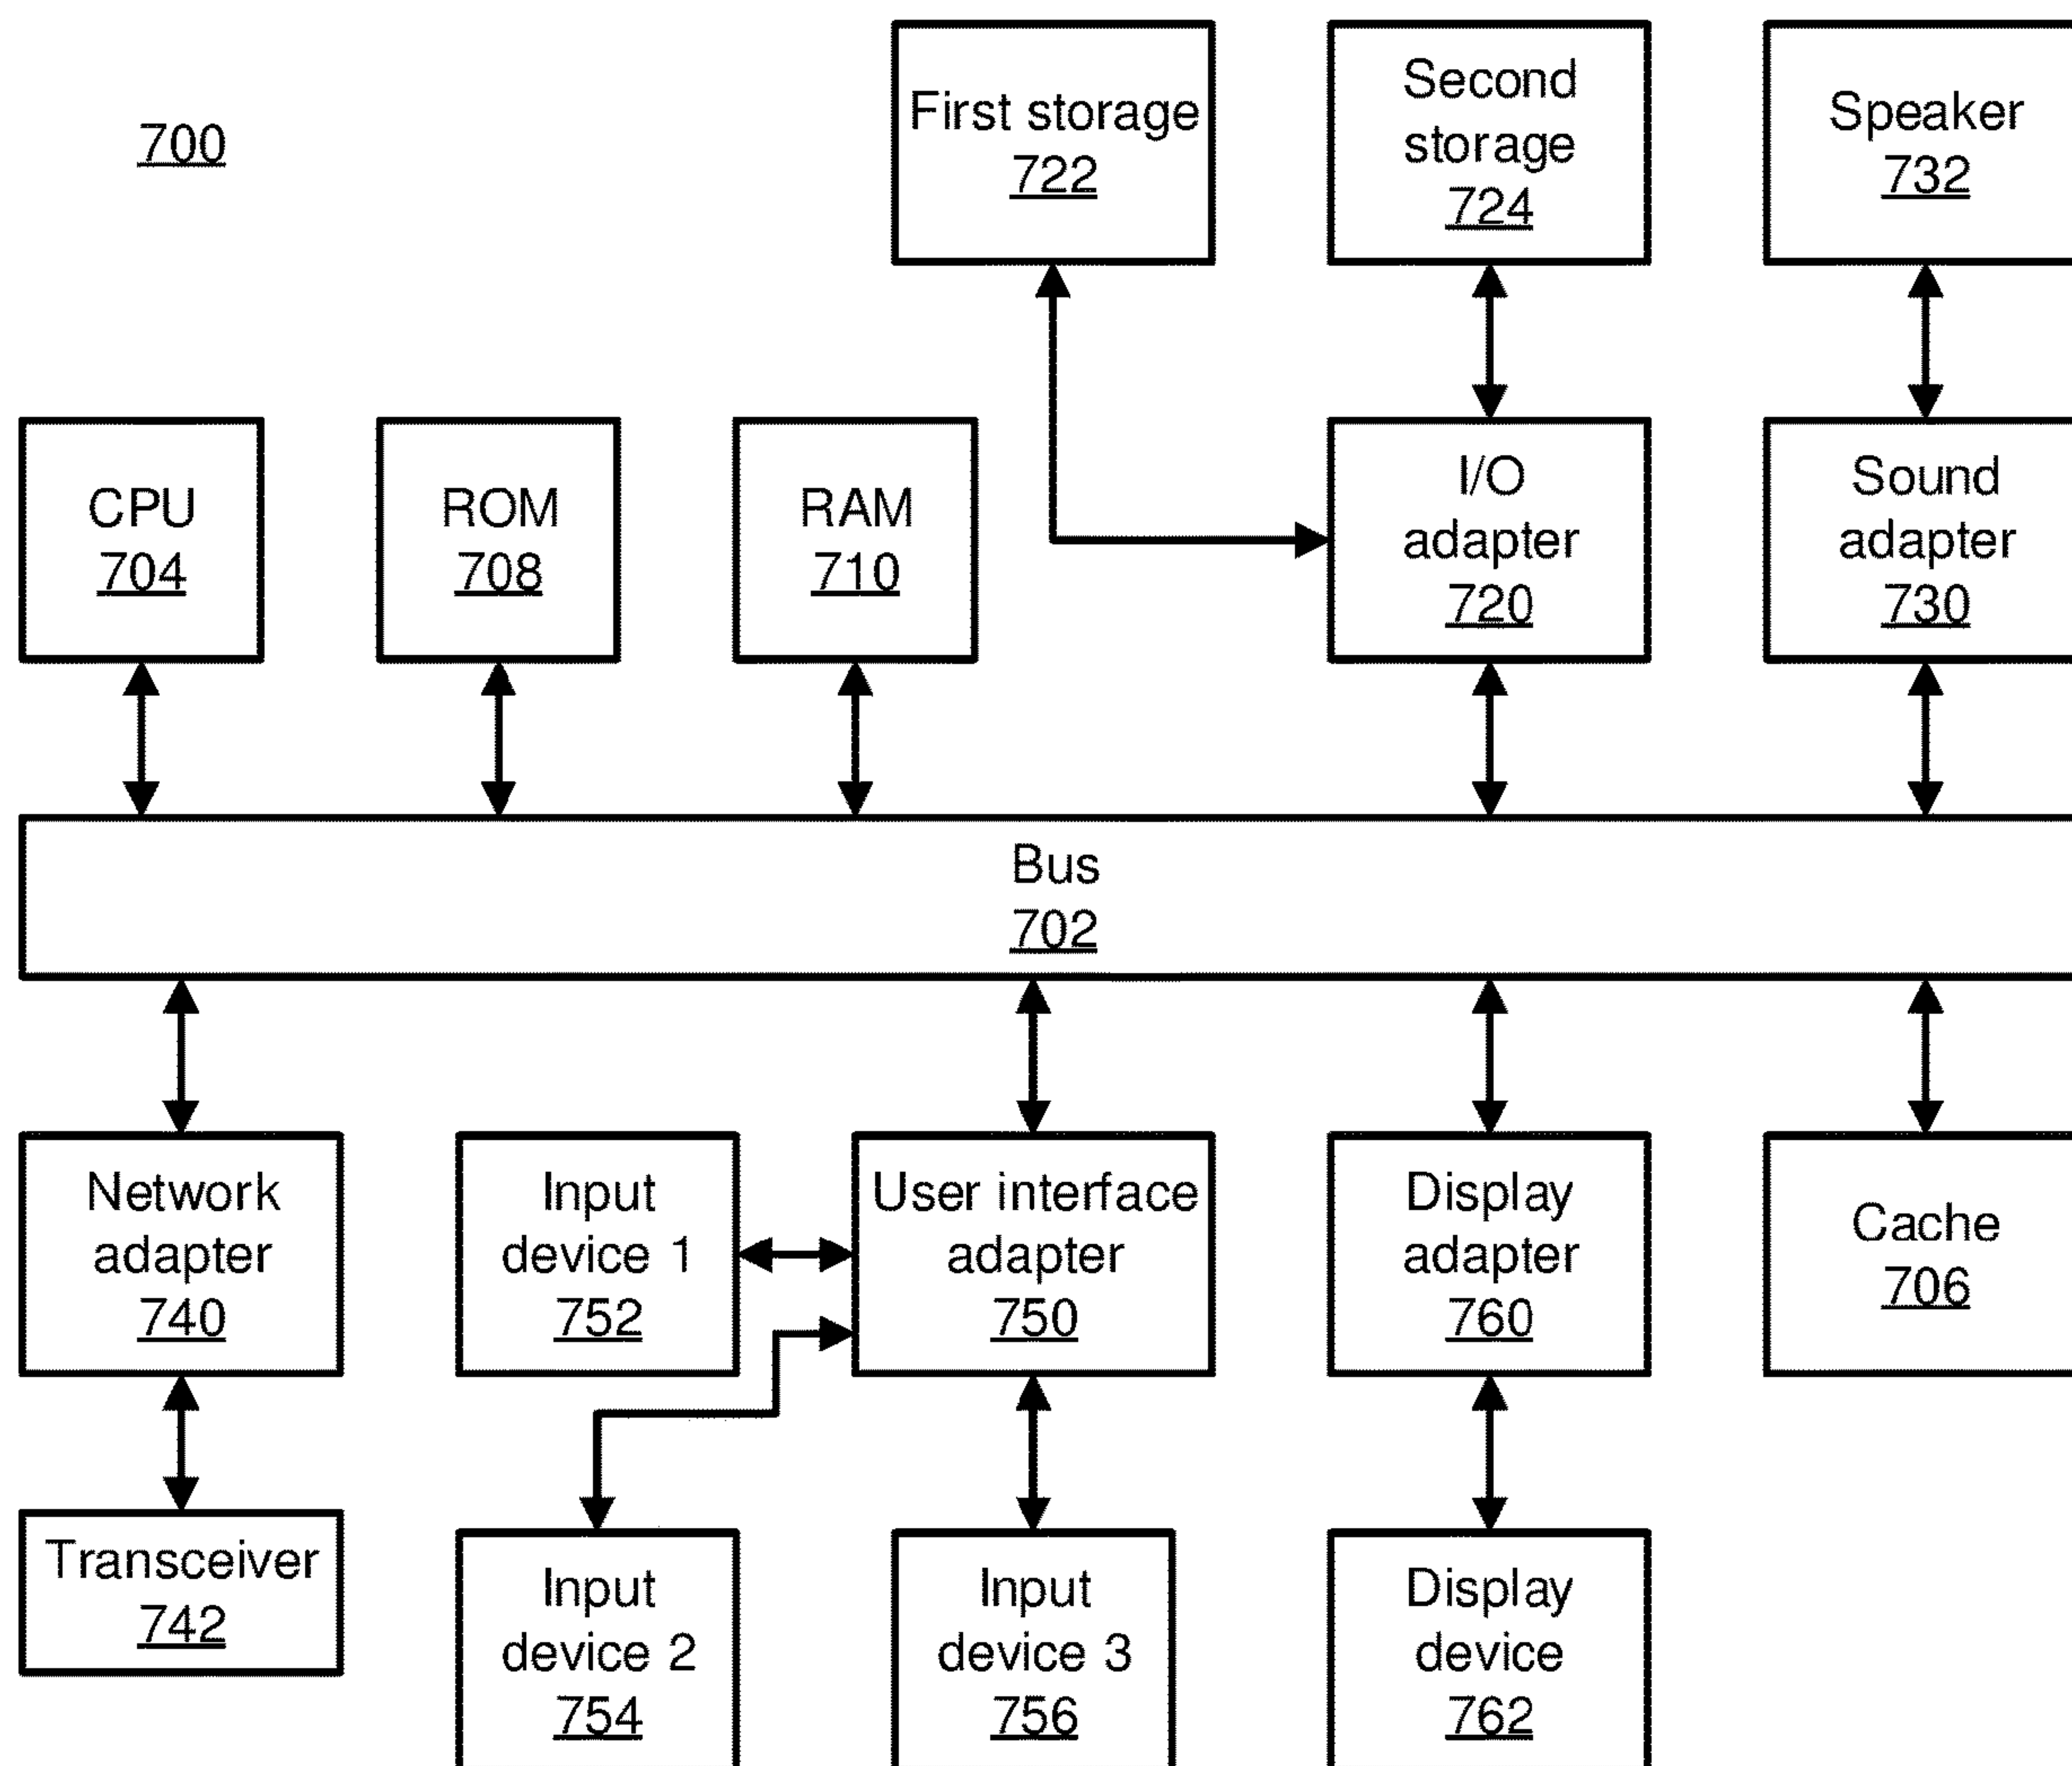 700
First storage
722
Second
storage
724
Speaker
732
CPU
704
ROM
708
RAM
710
I/O
adapter
720
Sound
adapter
730
Bus
702
Network
adapter
740
Input
device 1
752
User interface
adapter
750
Display
adapter
760
Cache
706
Transceiver
742
Input
device 2
754
Input
device 3
756
Display
device
762